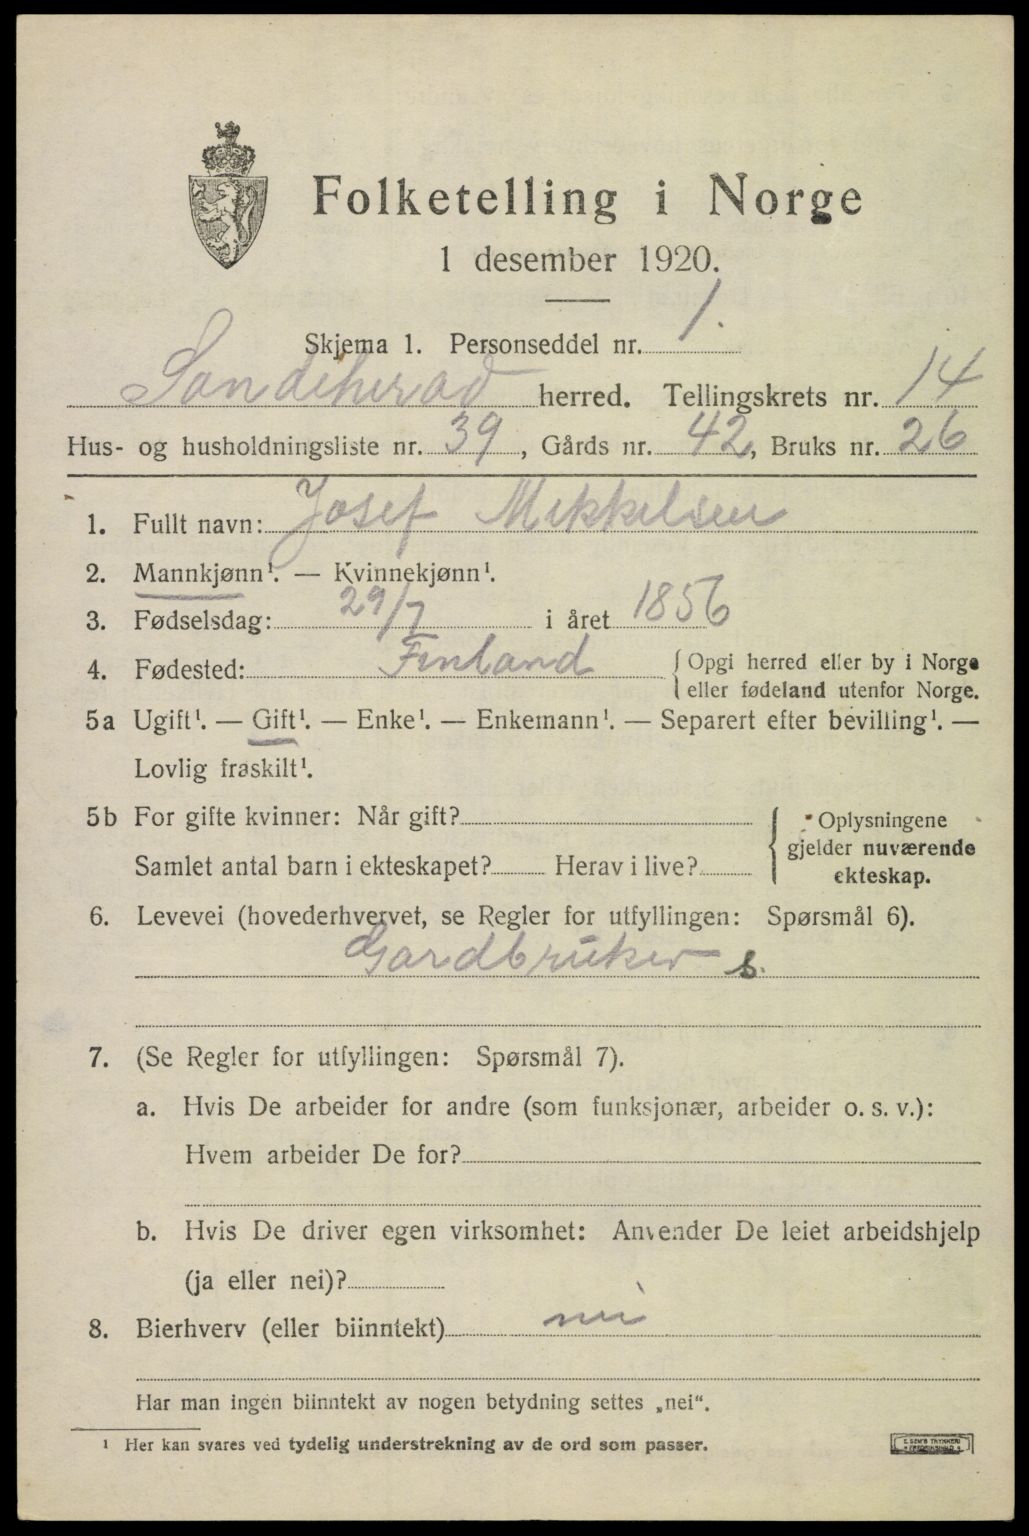 Folketelling i Norge
1 desember 1920.
Skjema 1. Personseddel nr. 1.
Sandeherad herred. Tellingskrets nr. 14
Hus- og husholdningsliste nr. 39, Gårds nr. 42, Bruks nr. 26
1. Fullt navn: Josef Mikkelsen
2. Mannkjønn¹. — Kvinnekjønn¹.
3. Fødselsdag: 29/7 i året 1856
4. Fødested: Finland {Opgi herred eller by i Norge
eller fødeland utenfor Norge.
5a Ugift¹. — Gift¹. — Enke¹. — Enkemann¹. — Separert efter bevilling¹. —
Lovlig fraskilt¹.
5b For gifte kvinner: Når gift? { Oplysningene
gjelder nuværende
Samlet antal barn i ekteskapet? Herav i live?
ekteskap.
6. Levevei (hovederhvervet, se Regler for utfyllingen: Spørsmål 6).
Gardbruker s.
7. (Se Regler for utfyllingen: Spørsmål 7).
a. Hvis De arbeider for andre (som funksjonær, arbeider o. s. v.):
Hvem arbeider De for?
b. Hvis De driver egen virksomhet: Anvender De leiet arbeidshjelp
(ja eller nei)?
8. Bierhverv (eller biinntekt) nei
Har man ingen biinntekt av nogen betydning settes „nei“.
¹ Her kan svares ved tydelig understrekning av de ord som passer.